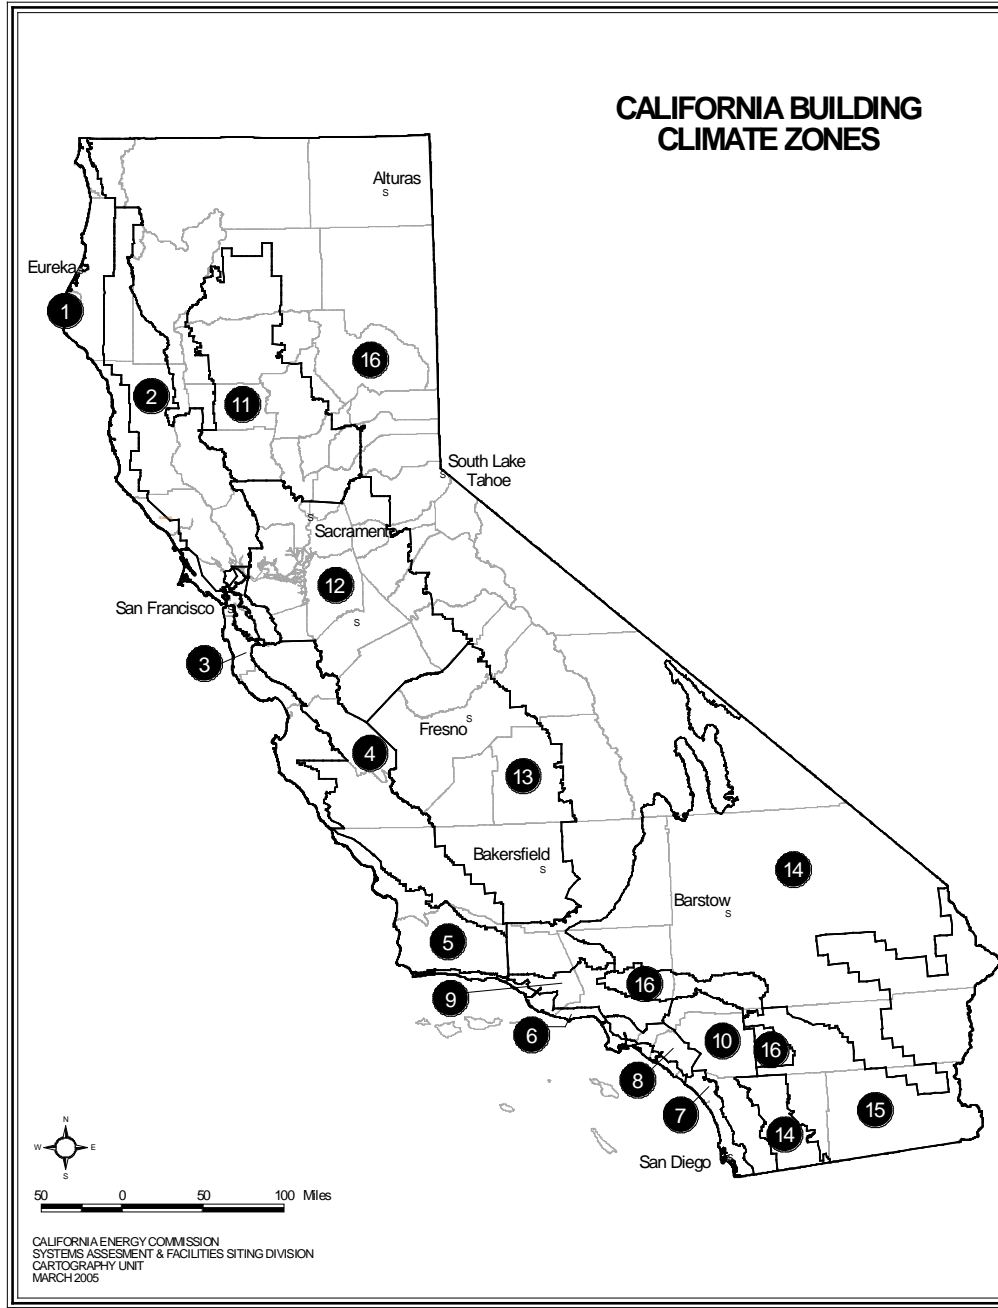 CALIFORNIA BUILDING
CLIMATE ZONES
Alturas
S
Eureka
1
16
2
11
South Lake
Tahoe
S
S
Sacramento
12
San Francisco
S
S
3
Fresno
S
4
13
Bakersfield
S
14
Barstow
S
5
16
9
6
10
16
8
7
15
14
San Diego
S
N
W
E
S
50
0
50
100 Miles
CALIFORNIA ENERGY COMMISSION
SYSTEMS ASSESMENT & FACILITIES SITING DIVISION
CARTOGRAPHY UNIT
MARCH 2005